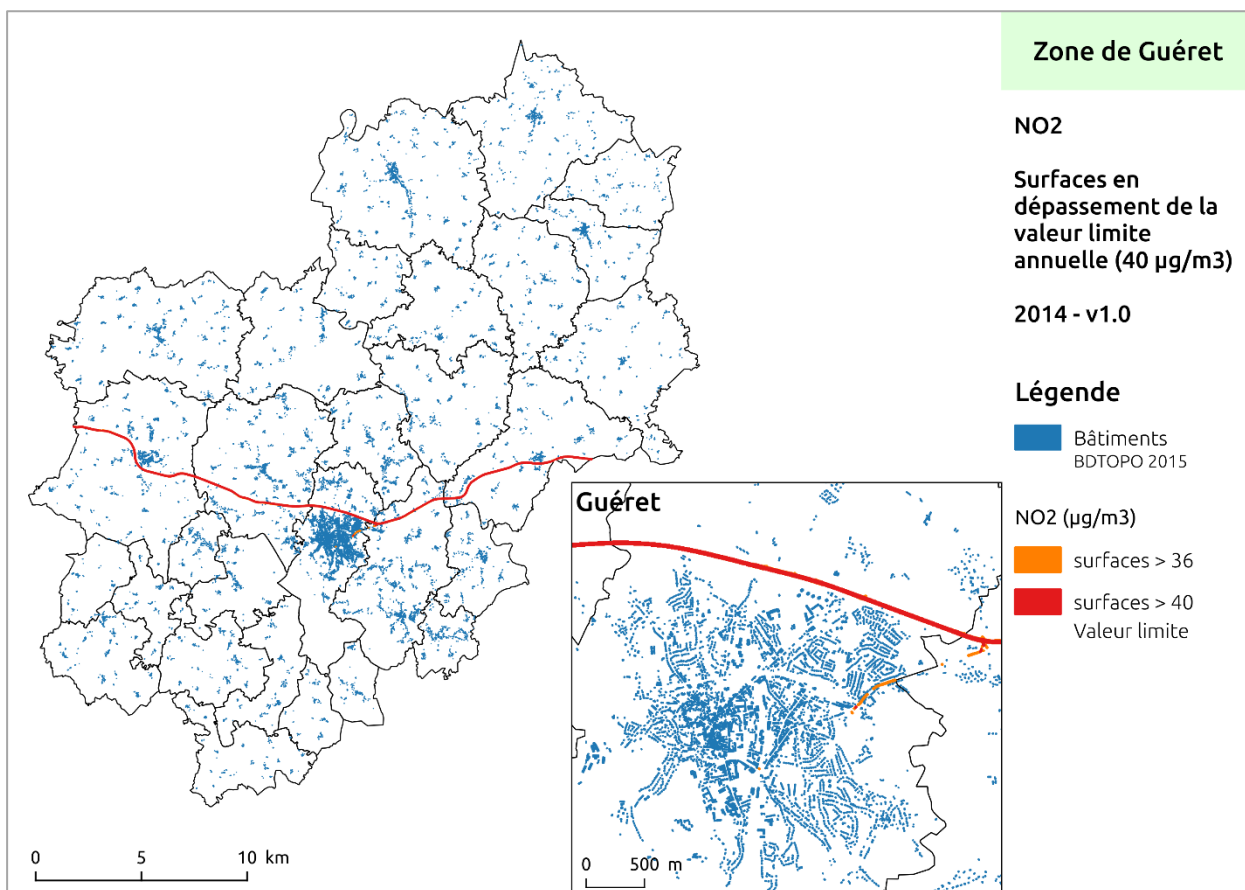 Zone de Guéret
NO2
Surfaces en
dépassement de la
valeur limite
annuelle (40 µg/m3)
2014 - v1.0
Légende
Bâtiments
BDTOPO 2015
NO2 (µg/m3)
surfaces > 36
surfaces > 40
Valeur limite
Guéret
0 500 m
0 5 10 km